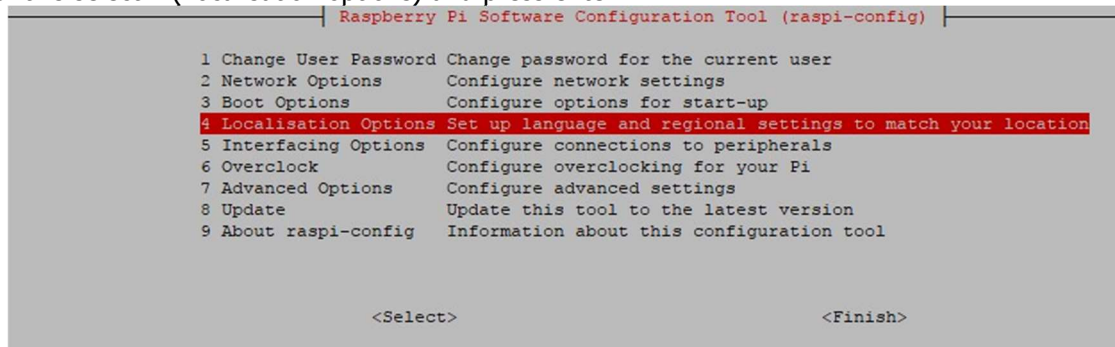 Raspberry Pi Software Configuration Tool (raspi-config)
1 Change User Password Change password for the current user
2 Network Options Configure network settings
3 Boot Options Configure options for start-up
4 Localisation Options Set up language and regional settings to match your location
5 Interfacing Options Configure connections to peripherals
6 Overclock Configure overclocking for your Pi
7 Advanced Options Configure advanced settings
8 Update Update this tool to the latest version
9 About raspi-config Information about this configuration tool
<Select> <Finish>